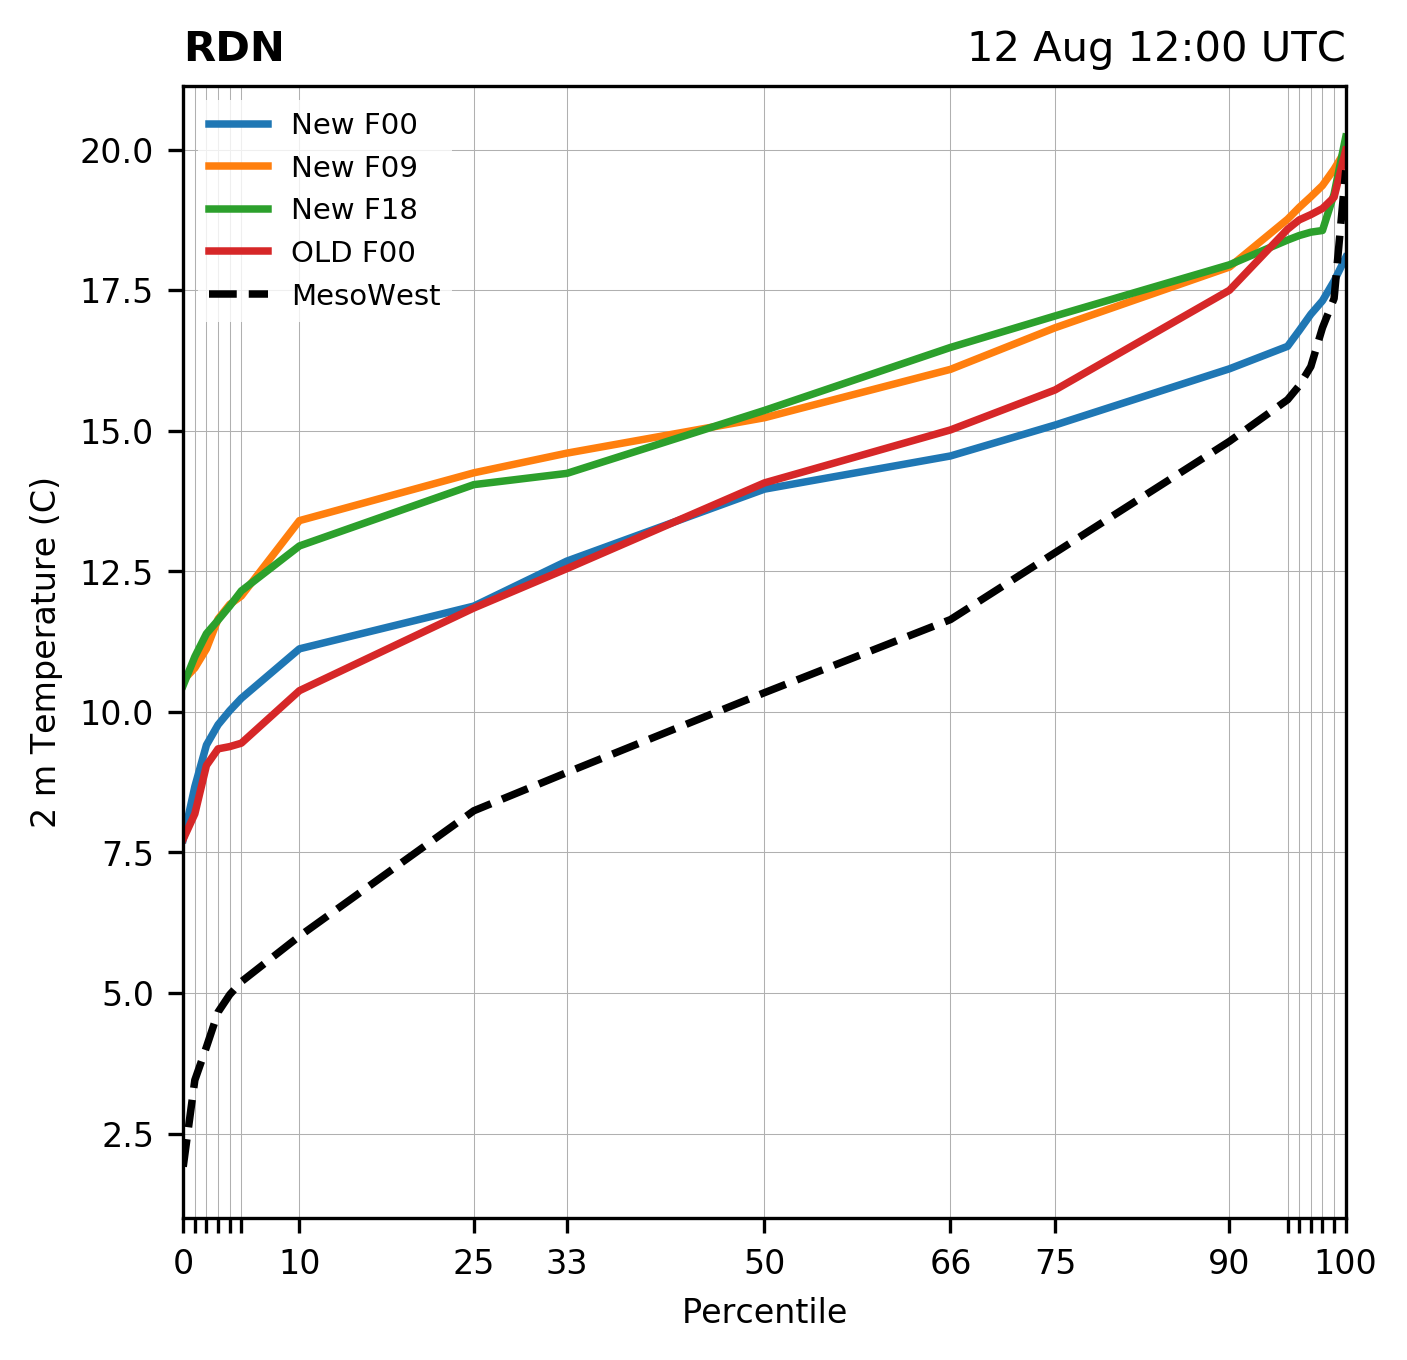 RDN
12 Aug 12:00 UTC
New F00
New F09
New F18
OLD F00
MesoWest
20.0
17.5
15.0
12.5
10.0
7.5
5.0
2.5
2 m Temperature (C)
0 10 25 33 50 66 75 90 100
Percentile